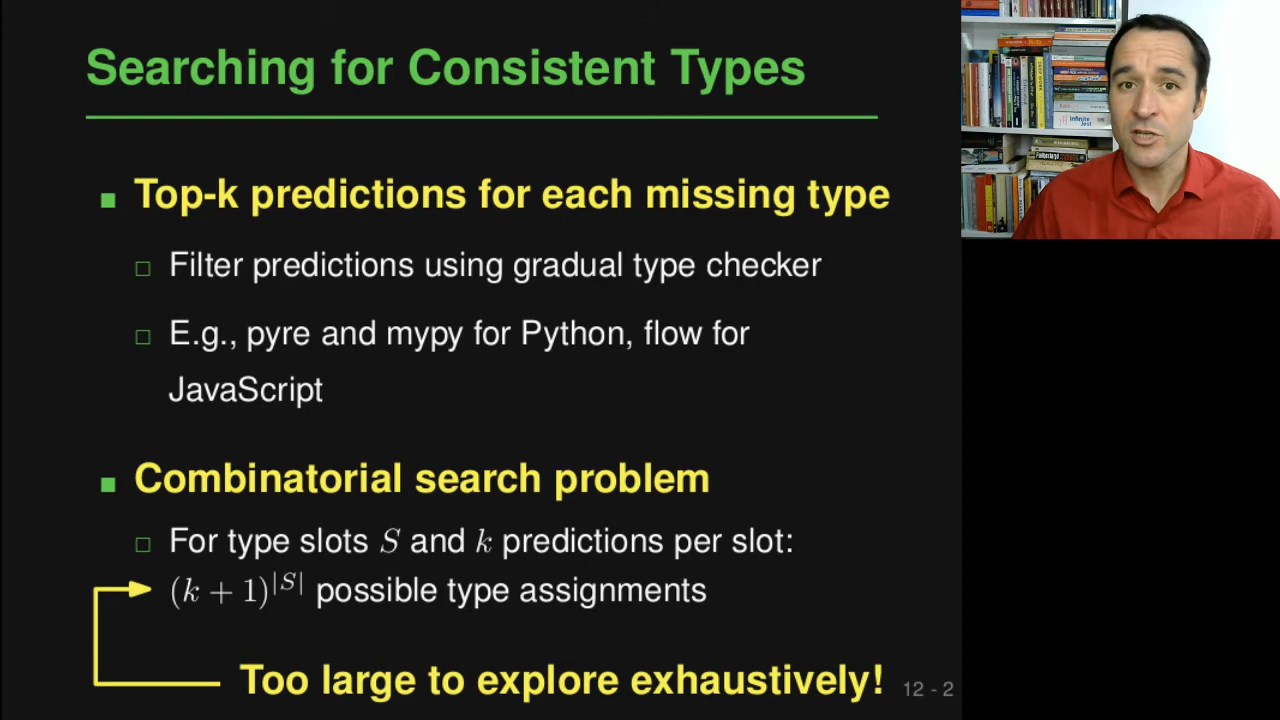 Searching for Consistent Types
Top-k predictions for each missing type
Filter predictions using gradual type checker
E.g., pyre and mypy for Python, flow for
JavaScript
Combinatorial search problem
For type slots S and k predictions per slot:
(k + 1)^|S| possible type assignments
Too large to explore exhaustively!
12 - 2
Infinite
Jest